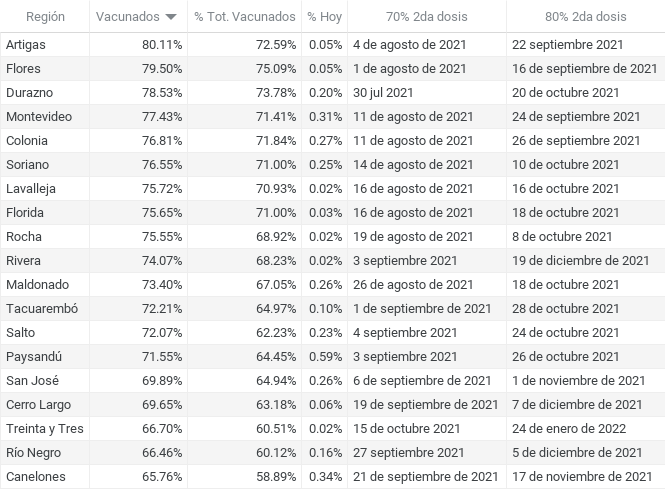 Región Vacunados % Tot. Vacunados % Hoy 70% 2da dosis 80% 2da dosis
Artigas 80.11% 72.59% 0.05% 4 de agosto de 2021 22 septiembre 2021
Flores 79.50% 75.09% 0.05% 1 de agosto de 2021 16 de septiembre de 2021
Durazno 78.53% 73.78% 0.20% 30 jul 2021 20 de octubre 2021
Montevideo 77.43% 71.41% 0.31% 11 de agosto de 2021 24 de septiembre 2021
Colonia 76.81% 71.84% 0.27% 11 de agosto de 2021 26 de septiembre 2021
Soriano 76.55% 71.00% 0.25% 14 de agosto de 2021 10 de octubre 2021
Lavalleja 75.72% 70.93% 0.02% 16 de agosto de 2021 16 de octubre 2021
Florida 75.65% 71.00% 0.03% 16 de agosto de 2021 18 de octubre 2021
Rocha 75.55% 68.92% 0.02% 19 de agosto de 2021 8 de octubre 2021
Rivera 74.07% 68.23% 0.02% 3 septiembre 2021 19 de diciembre de 2021
Maldonado 73.40% 67.05% 0.26% 26 de agosto de 2021 18 de octubre 2021
Tacuarembó 72.21% 64.97% 0.10% 1 de septiembre de 2021 28 de octubre 2021
Salto 72.07% 62.23% 0.23% 4 septiembre 2021 24 de octubre 2021
Paysandú 71.55% 64.45% 0.59% 3 septiembre 2021 26 de octubre 2021
San José 69.89% 64.94% 0.26% 6 de septiembre de 2021 1 de noviembre de 2021
Cerro Largo 69.65% 63.18% 0.06% 19 de septiembre de 2021 7 de diciembre de 2021
Treinta y Tres 66.70% 60.51% 0.02% 15 de octubre 2021 24 de enero de 2022
Río Negro 66.46% 60.12% 0.16% 27 septiembre 2021 5 de diciembre de 2021
Canelones 65.76% 58.89% 0.34% 21 de septiembre de 2021 17 de noviembre de 2021